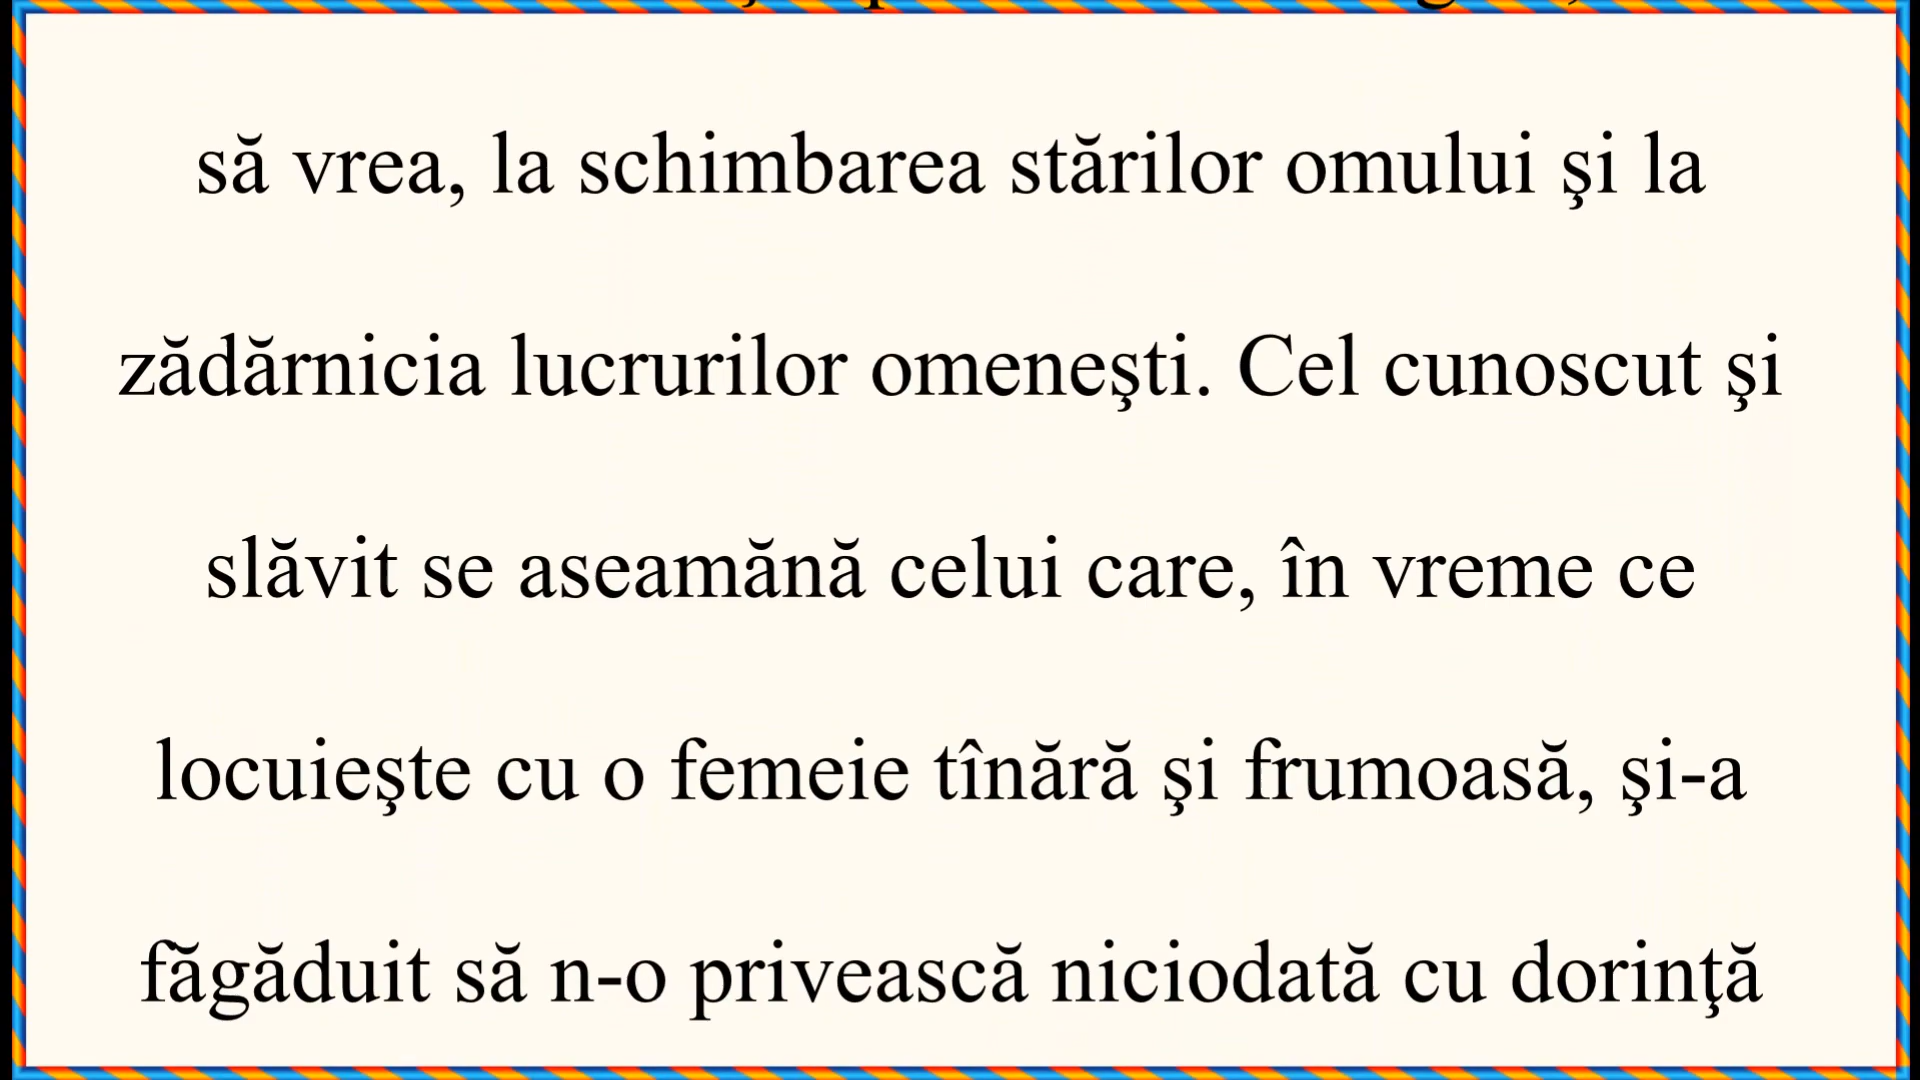 să vrea, la schimbarea stărilor omului şi la
zădărnicia lucrurilor omeneşti. Cel cunoscut şi
slăvit se aseamănă celui care, în vreme ce
locuieşte cu o femeie tînără şi frumoasă, şi-a
făgăduit să n-o privească niciodată cu dorinţă